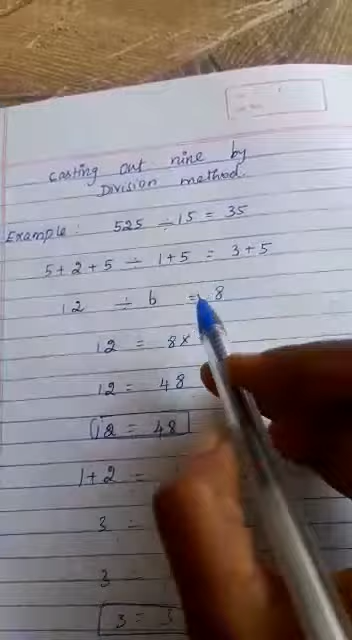 Casting out nine by
Division method.
Example: 525 ÷ 15 = 35
5+2+5 ÷ 1+5 = 3+5
12 ÷ 6 = 8
12 = 8×
12 = 48
12 = 48
1+2 =
3 =
3
3 = 3